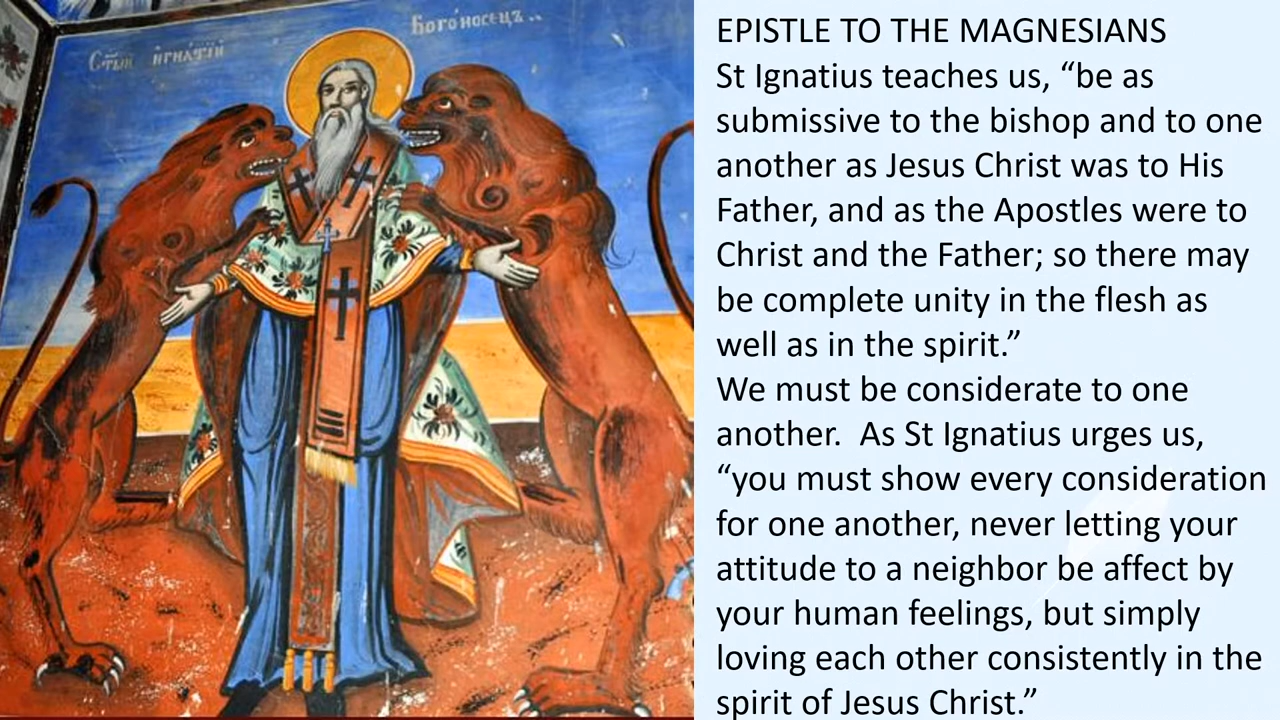 Ст҃ый игнатїй
Богоносецъ..
EPISTLE TO THE MAGNESIANS
St Ignatius teaches us, “be as
submissive to the bishop and to one
another as Jesus Christ was to His
Father, and as the Apostles were to
Christ and the Father; so there may
be complete unity in the flesh as
well as in the spirit.”
We must be considerate to one
another.  As St Ignatius urges us,
“you must show every consideration
for one another, never letting your
attitude to a neighbor be affect by
your human feelings, but simply
loving each other consistently in the
spirit of Jesus Christ.”